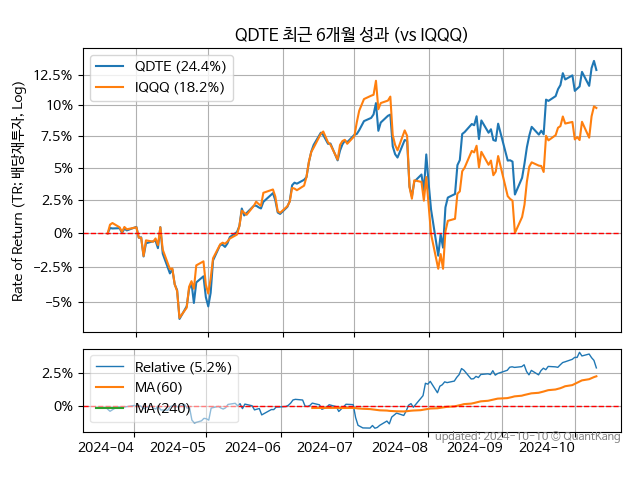 QDTE 최근 6개월 성과 (vs IQQQ)
Rate of Return (TR: 배당재투자, Log)
QDTE (24.4%)
IQQQ (18.2%)
12.5%
10%
7.5%
5%
2.5%
0%
−2.5%
−5%
Relative (5.2%)
MA(60)
MA(240)
2.5%
0%
updated: 2024-10-10 © QuantKang
2024-04
2024-05
2024-06
2024-07
2024-08
2024-09
2024-10